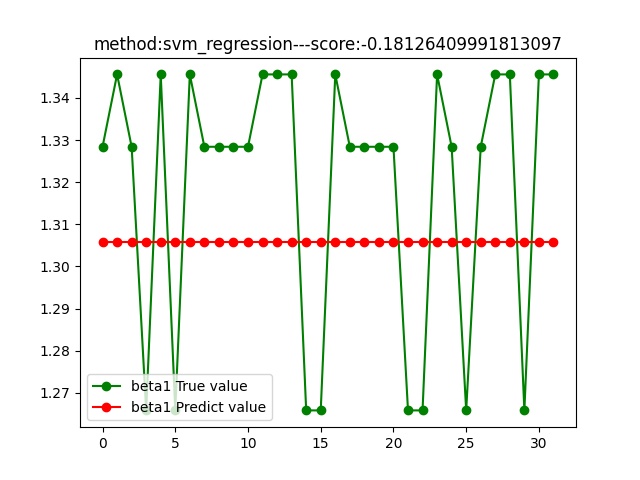 method:svm_regression---score:-0.18126409991813097
1.34
1.33
1.32
1.31
1.30
1.29
1.28
1.27
beta1 True value
beta1 Predict value
0 5 10 15 20 25 30